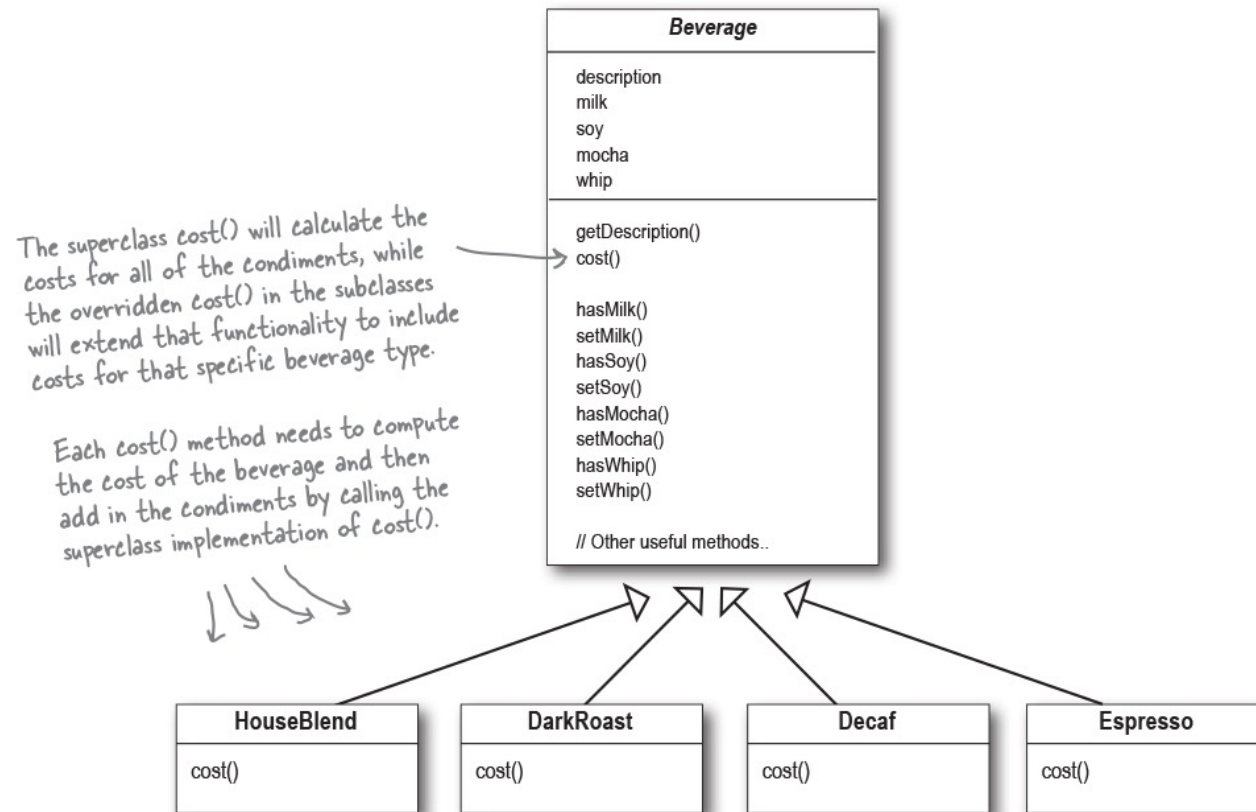 Beverage
description
milk
soy
mocha
whip
The superclass cost() will calculate the
costs for all of the condiments, while
the overridden cost() in the subclasses
will extend that functionality to include
costs for that specific beverage type.
getDescription()
cost()
hasMilk()
setMilk()
hasSoy()
setSoy()
hasMocha()
setMocha()
hasWhip()
setWhip()
// Other useful methods..
Each cost() method needs to compute
the cost of the beverage and then
add in the condiments by calling the
superclass implementation of cost().
HouseBlend
cost()
DarkRoast
cost()
Decaf
cost()
Espresso
cost()